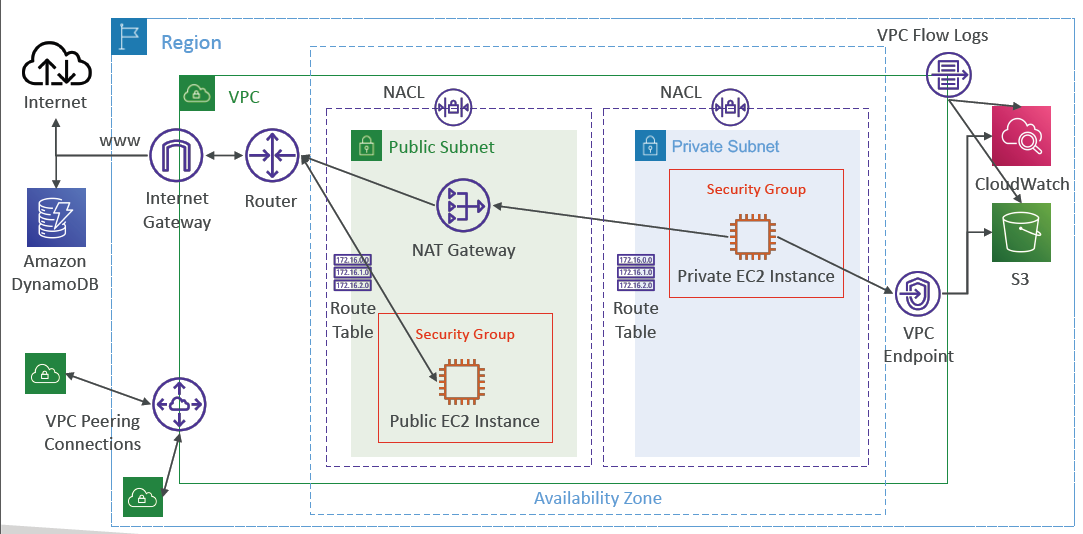 VPC Flow Logs
Region
NACL
NACL
Internet
VPC
www
Public Subnet
Private Subnet
Security Group
CloudWatch
Internet
Gateway
Router
NAT Gateway
Private EC2 Instance
Amazon
DynamoDB
172.16.0.0
172.16.1.0
172.16.2.0
172.16.0.0
172.16.1.0
172.16.2.0
S3
Route
Table
Route
Table
VPC
Endpoint
Security Group
VPC Peering
Connections
Public EC2 Instance
Availability Zone